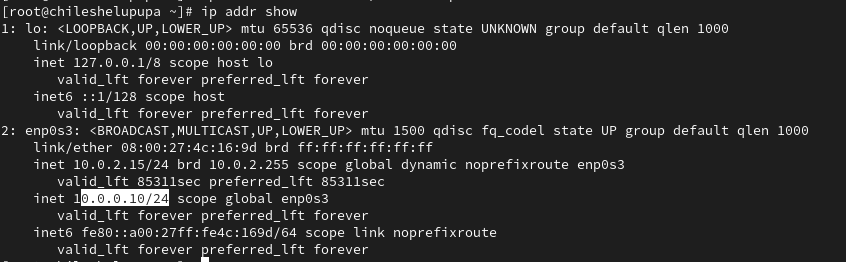 [root@chileshelupupa ~]# ip addr show
1: lo: <LOOPBACK,UP,LOWER_UP> mtu 65536 qdisc noqueue state UNKNOWN group default qlen 1000
    link/loopback 00:00:00:00:00:00 brd 00:00:00:00:00:00
    inet 127.0.0.1/8 scope host lo
       valid_lft forever preferred_lft forever
    inet6 ::1/128 scope host
       valid_lft forever preferred_lft forever
2: enp0s3: <BROADCAST,MULTICAST,UP,LOWER_UP> mtu 1500 qdisc fq_codel state UP group default qlen 1000
    link/ether 08:00:27:4c:16:9d brd ff:ff:ff:ff:ff:ff
    inet 10.0.2.15/24 brd 10.0.2.255 scope global dynamic noprefixroute enp0s3
       valid_lft 85311sec preferred_lft 85311sec
    inet 10.0.0.10/24 scope global enp0s3
       valid_lft forever preferred_lft forever
    inet6 fe80::a00:27ff:fe4c:169d/64 scope link noprefixroute
       valid_lft forever preferred_lft forever